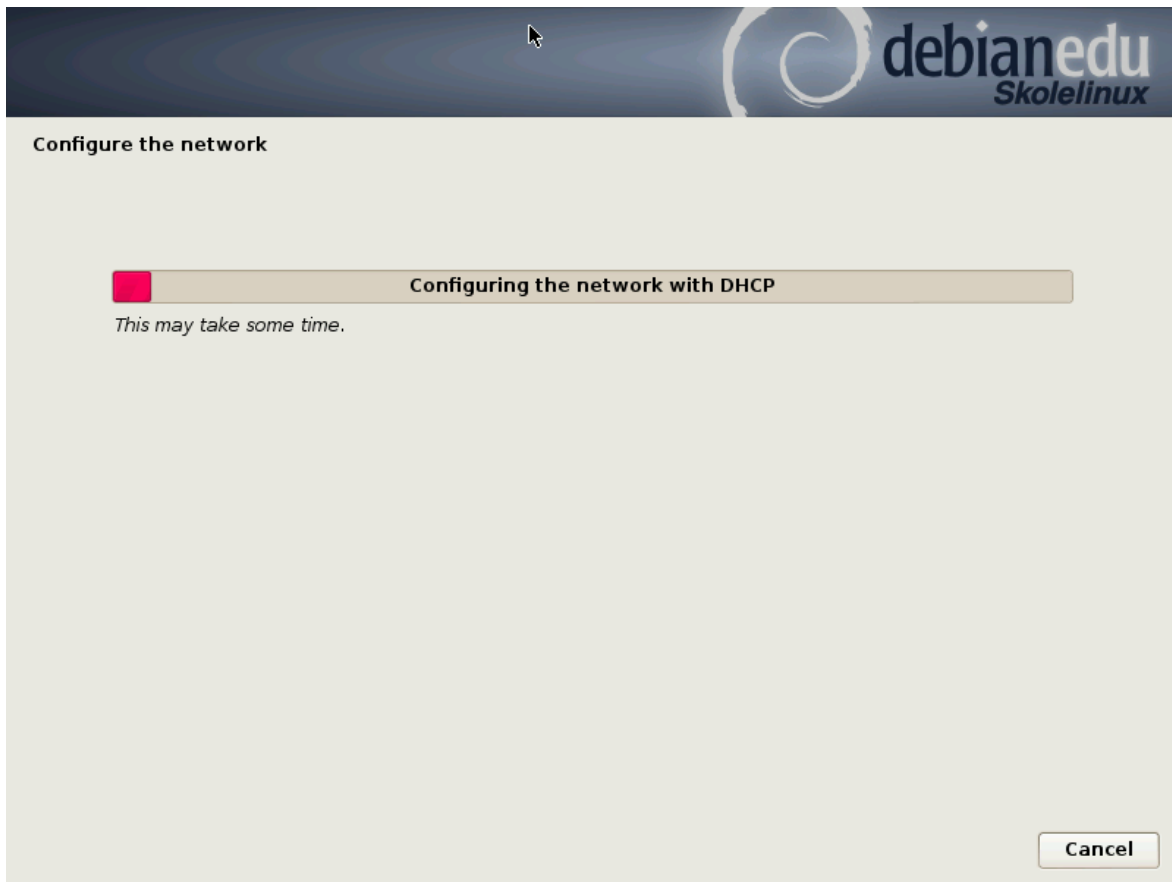 debianedu
Skolelinux
Configure the network
Configuring the network with DHCP
This may take some time.
Cancel